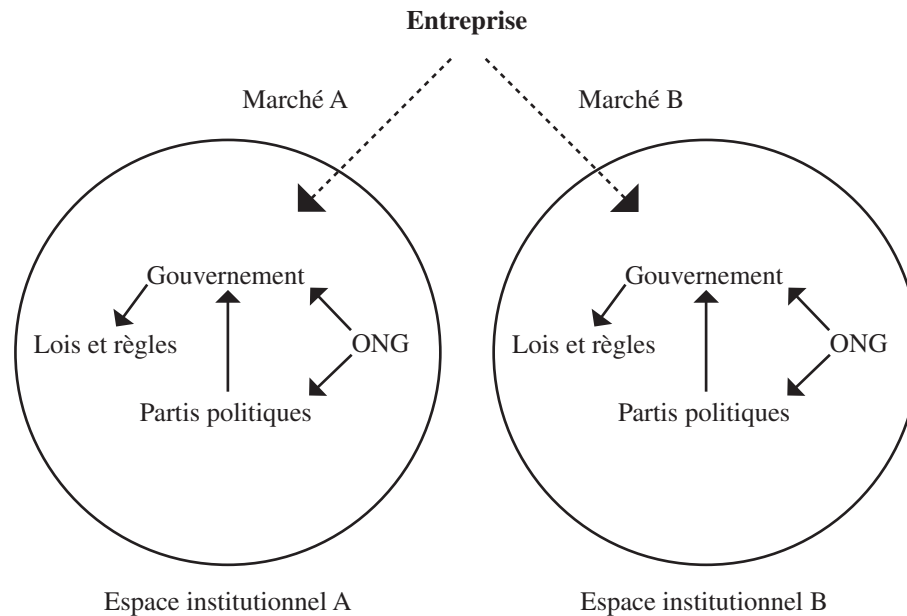 Entreprise
Marché A
Marché B
Gouvernement
Lois et règles
ONG
Partis politiques
Gouvernement
Lois et règles
ONG
Partis politiques
Espace institutionnel A
Espace institutionnel B